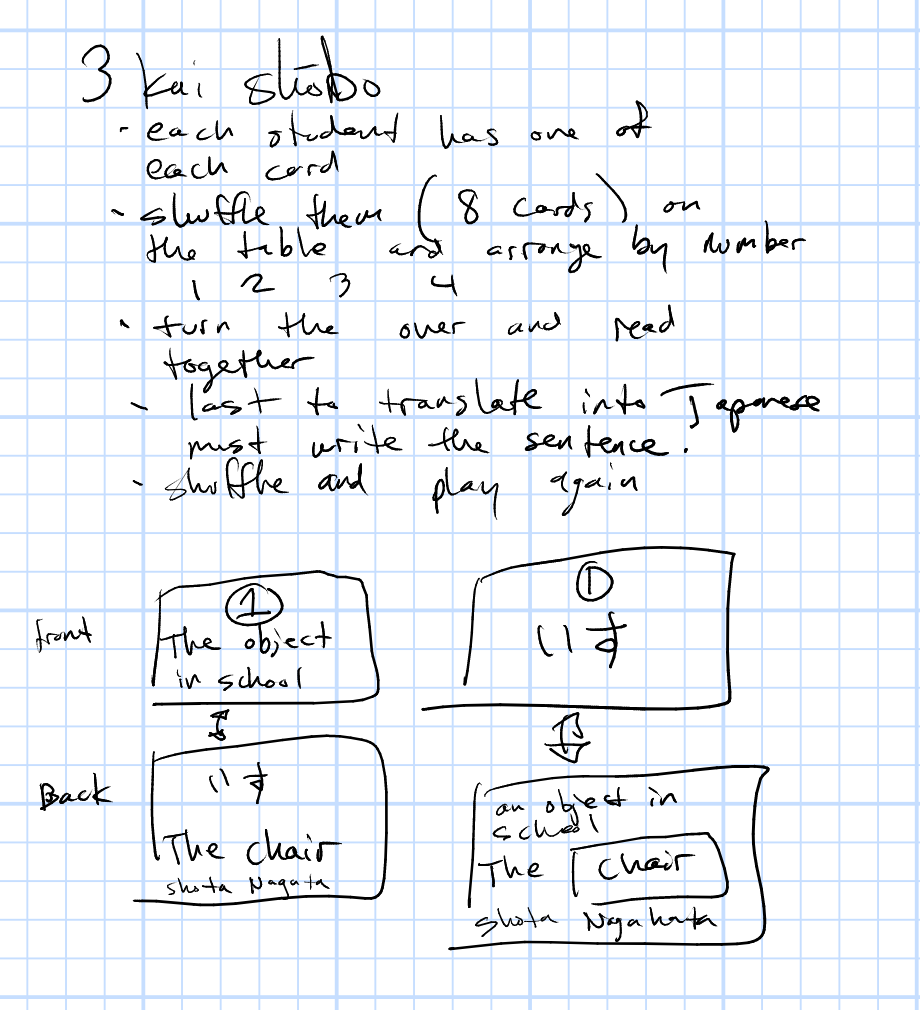 3 kai shōbo
· each student has one of
each card
· shuffle them (8 cards) on
the table and arrange by number
1 2 3 4
· turn the over and read
together
· last to translate into Japanese
must write the sentence.
· shuffle and play again
front
①
The object
in school
①
いす
Back
いす
The chair
shota Nagata
an object in
school
The chair
shota Nagahata